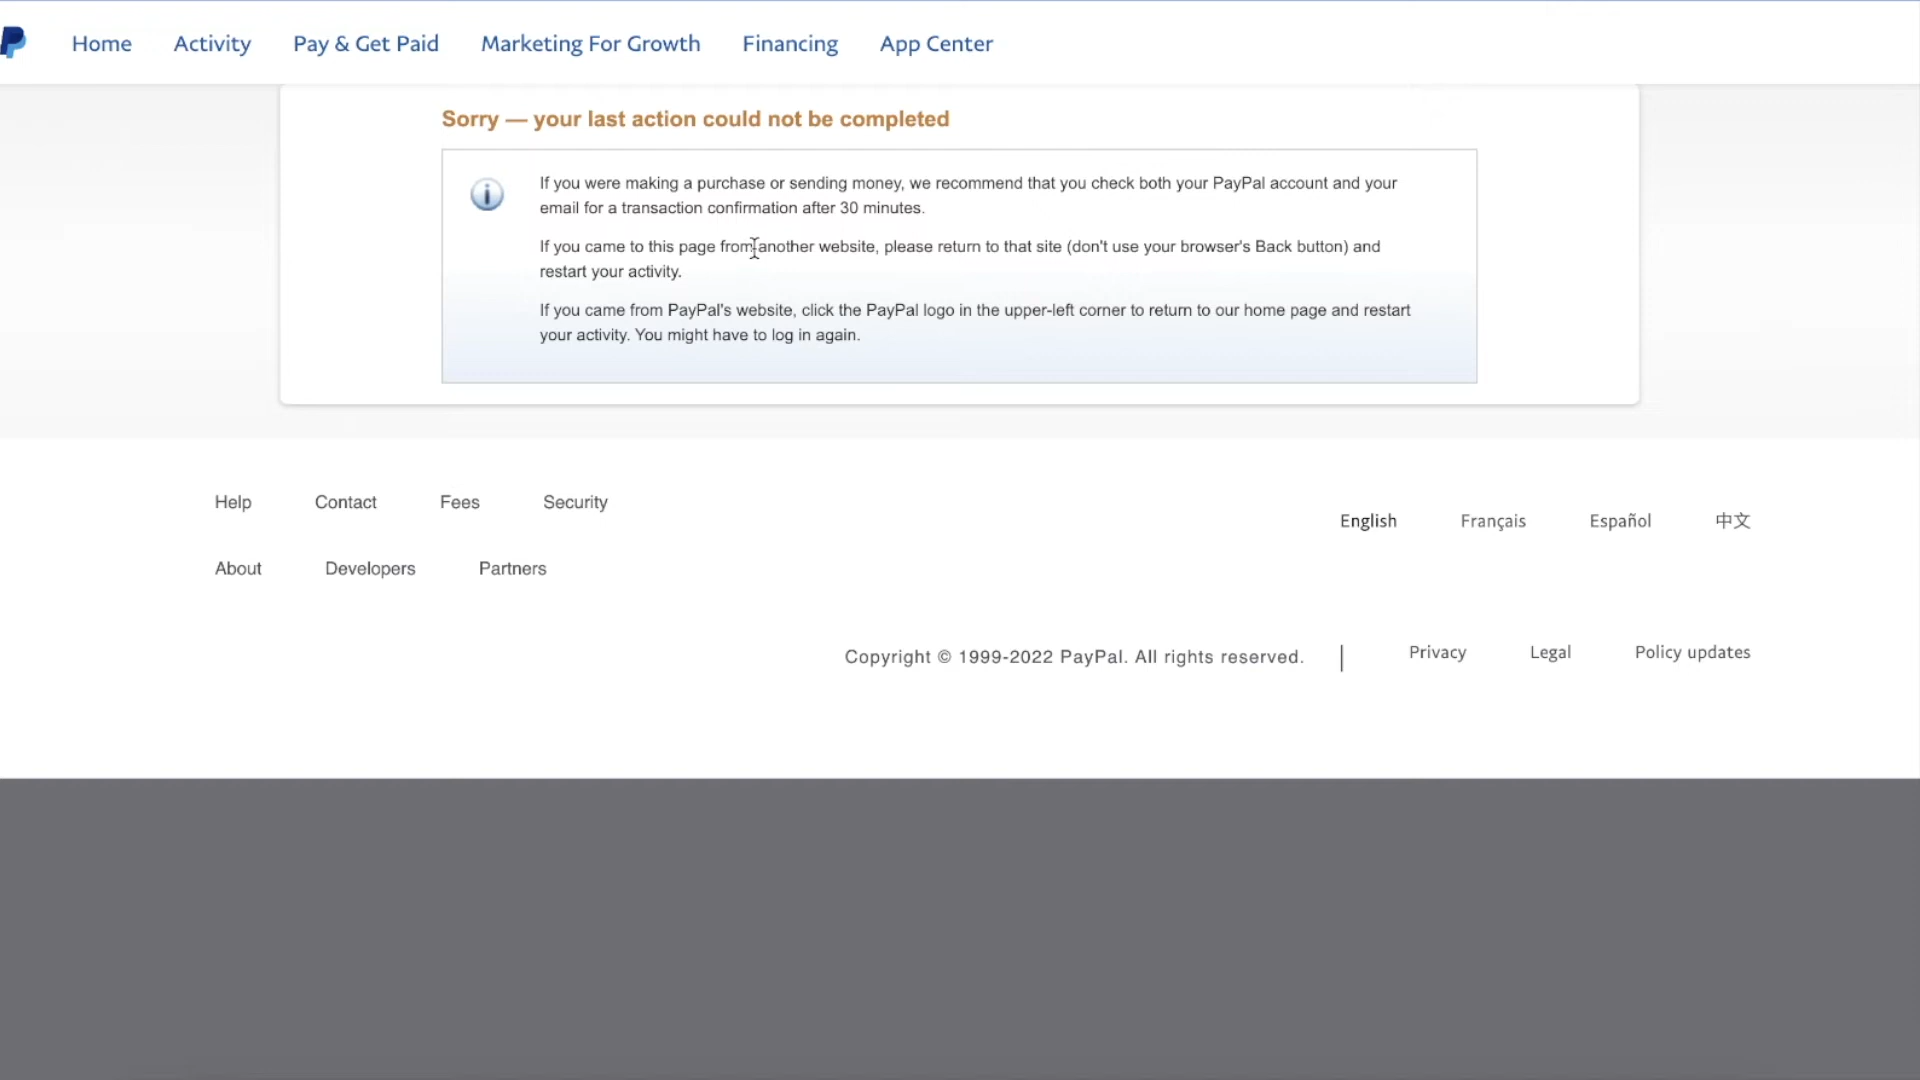 Home Activity Pay & Get Paid Marketing For Growth Financing App Center
Sorry — your last action could not be completed
If you were making a purchase or sending money, we recommend that you check both your PayPal account and your
email for a transaction confirmation after 30 minutes.
If you came to this page from another website, please return to that site (don't use your browser's Back button) and
restart your activity.
If you came from PayPal's website, click the PayPal logo in the upper-left corner to return to our home page and restart
your activity. You might have to log in again.
Help Contact Fees Security
English Français Español 中文
About Developers Partners
Copyright © 1999-2022 PayPal. All rights reserved. | Privacy Legal Policy updates